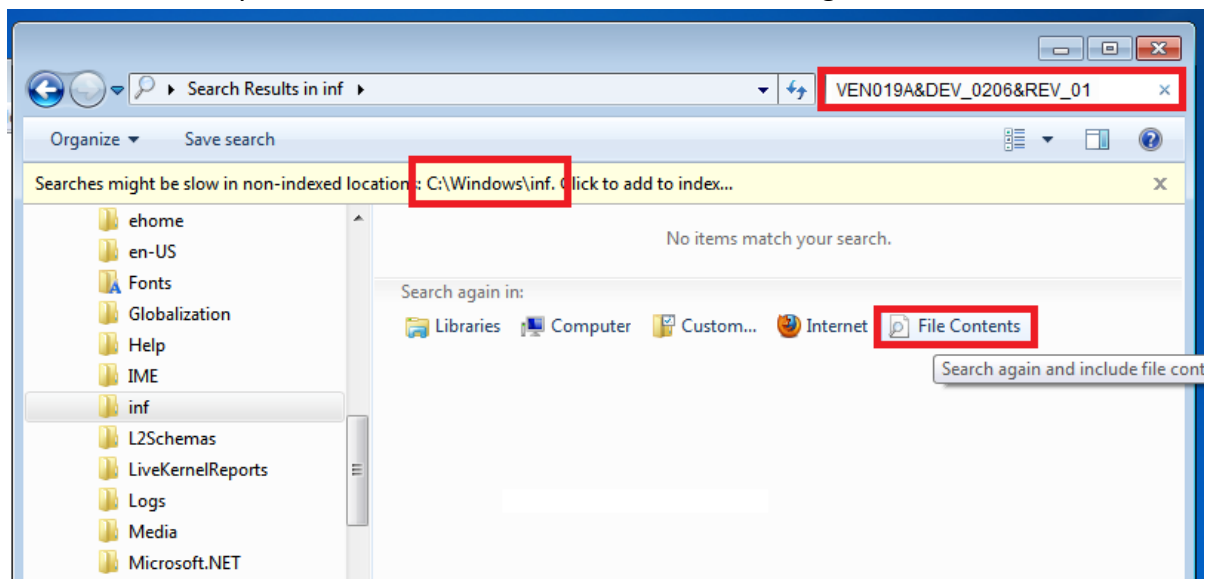 Search Results in inf
VEN019A&DEV_0206&REV_01
Organize
Save search
Searches might be slow in non-indexed locations: C:\Windows\inf. Click to add to index...
ehome
en-US
Fonts
Globalization
Help
IME
inf
L2Schemas
LiveKernelReports
Logs
Media
Microsoft.NET
No items match your search.
Search again in:
Libraries
Computer
Custom...
Internet
File Contents
Search again and include file cont